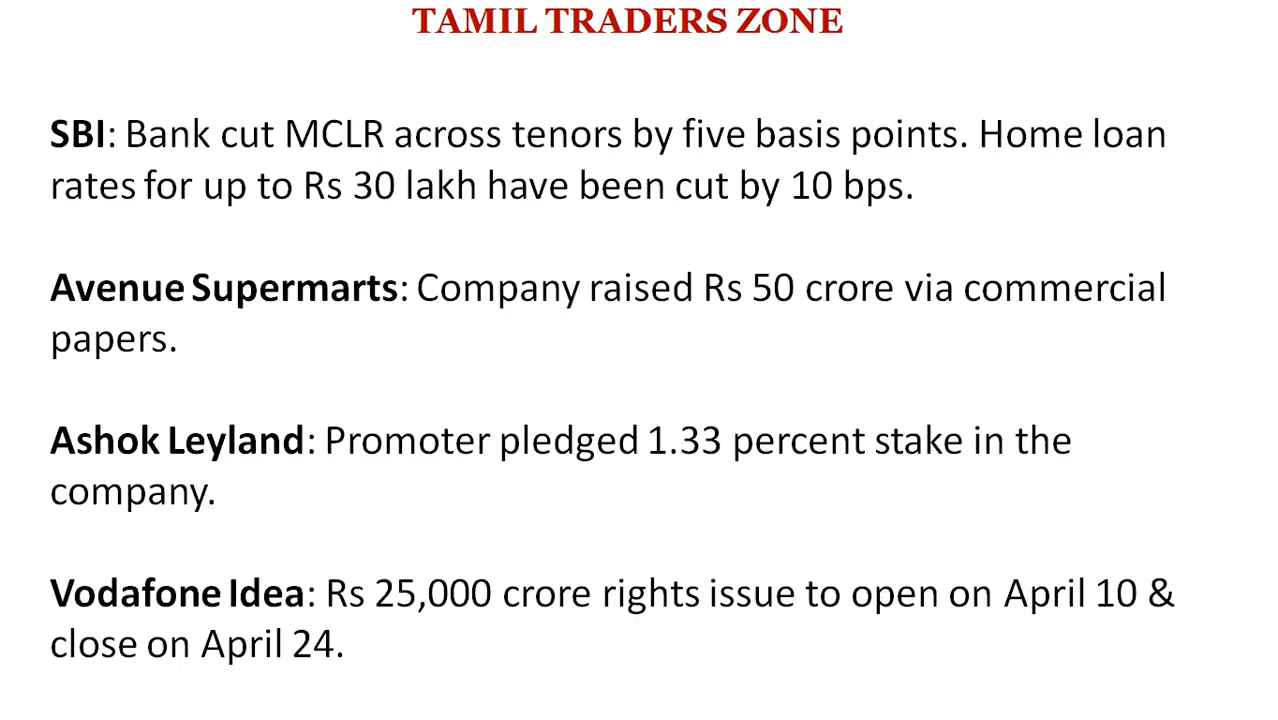 TAMIL TRADERS ZONE
SBI: Bank cut MCLR across tenors by five basis points. Home loan
rates for up to Rs 30 lakh have been cut by 10 bps.
Avenue Supermarts: Company raised Rs 50 crore via commercial
papers.
Ashok Leyland: Promoter pledged 1.33 percent stake in the
company.
Vodafone Idea: Rs 25,000 crore rights issue to open on April 10 &
close on April 24.